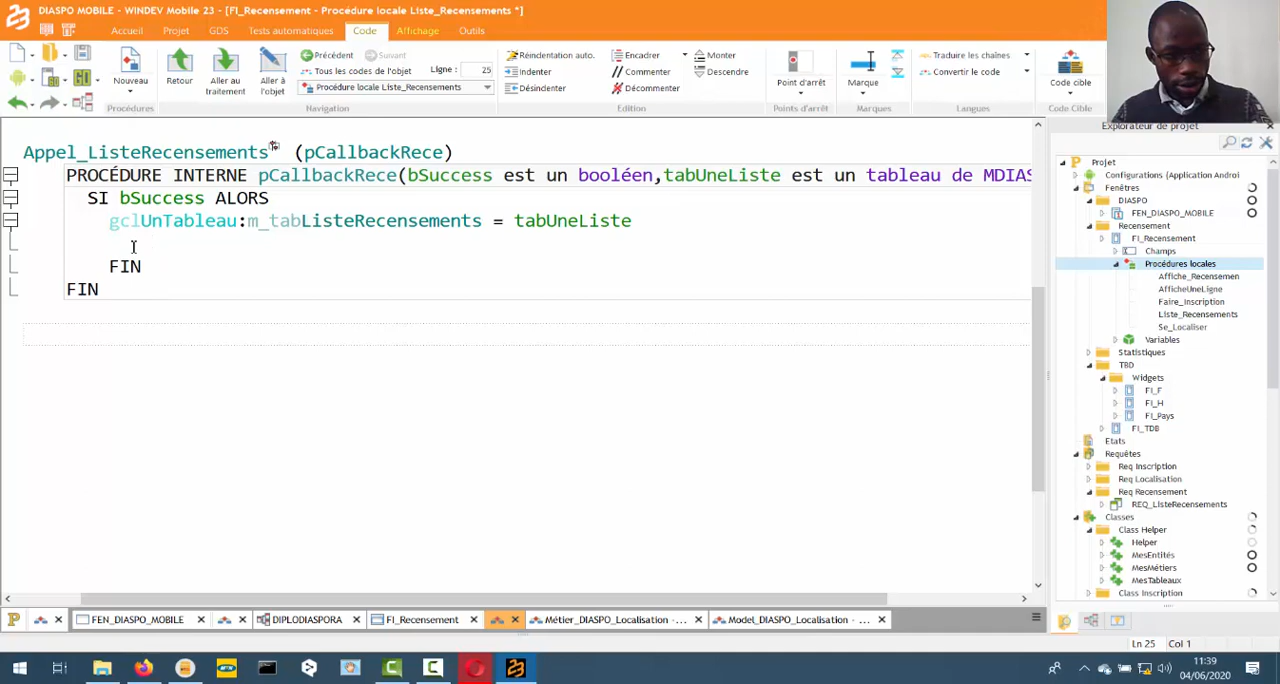 DIASPO MOBILE - WINDEV Mobile 23 - [FI_Recensement - Procédure locale Liste_Recensements *]
Accueil Projet GDS Tests automatiques Code Affichage Outils
Nouveau
Procédures
Retour
Aller au traitement
Aller à l'objet
Précédent Suivant
Tous les codes de l'objet Ligne : 25
Procédure locale Liste_Recensements
Navigation
Réindentation auto.
Indenter
Désindenter
Encadrer
Commenter
Décommenter
Monter
Descendre
Edition
Point d'arrêt
Points d'arrêt
Marque
Marques
Traduire les chaînes
Convertir le code
Langues
Code cible
Code Cible
Appel_ListeRecensements (pCallbackRece)
PROCÉDURE INTERNE pCallbackRece(bSuccess est un booléen,tabUneListe est un tableau de MDIAS
SI bSuccess ALORS
gclUnTableau:m_tabListeRecensements = tabUneListe
FIN
FIN
Explorateur de projet
Projet
Configurations (Application Androi
Fenêtres
DIASPO
FEN_DIASPO_MOBILE
Recensement
FI_Recensement
Champs
Procédures locales
Affiche_Recensemen
AfficheUneLigne
Faire_Inscription
Liste_Recensements
Se_Localiser
Variables
Statistiques
TBD
Widgets
FI_F
FI_H
FI_Pays
FI_TDB
Etats
Requêtes
Req Inscription
Req Localisation
Req Recensement
REQ_ListeRecensements
Classes
Class Helper
Helper
MesEntités
MesMétiers
MesTableaux
Class Inscription
FEN_DIASPO_MOBILE DIPLODIASPORA FI_Recensement Métier_DIASPO_Localisation - ... Model_DIASPO_Localisation - ...
Ln 25 Col 1
11:39
04/06/2020